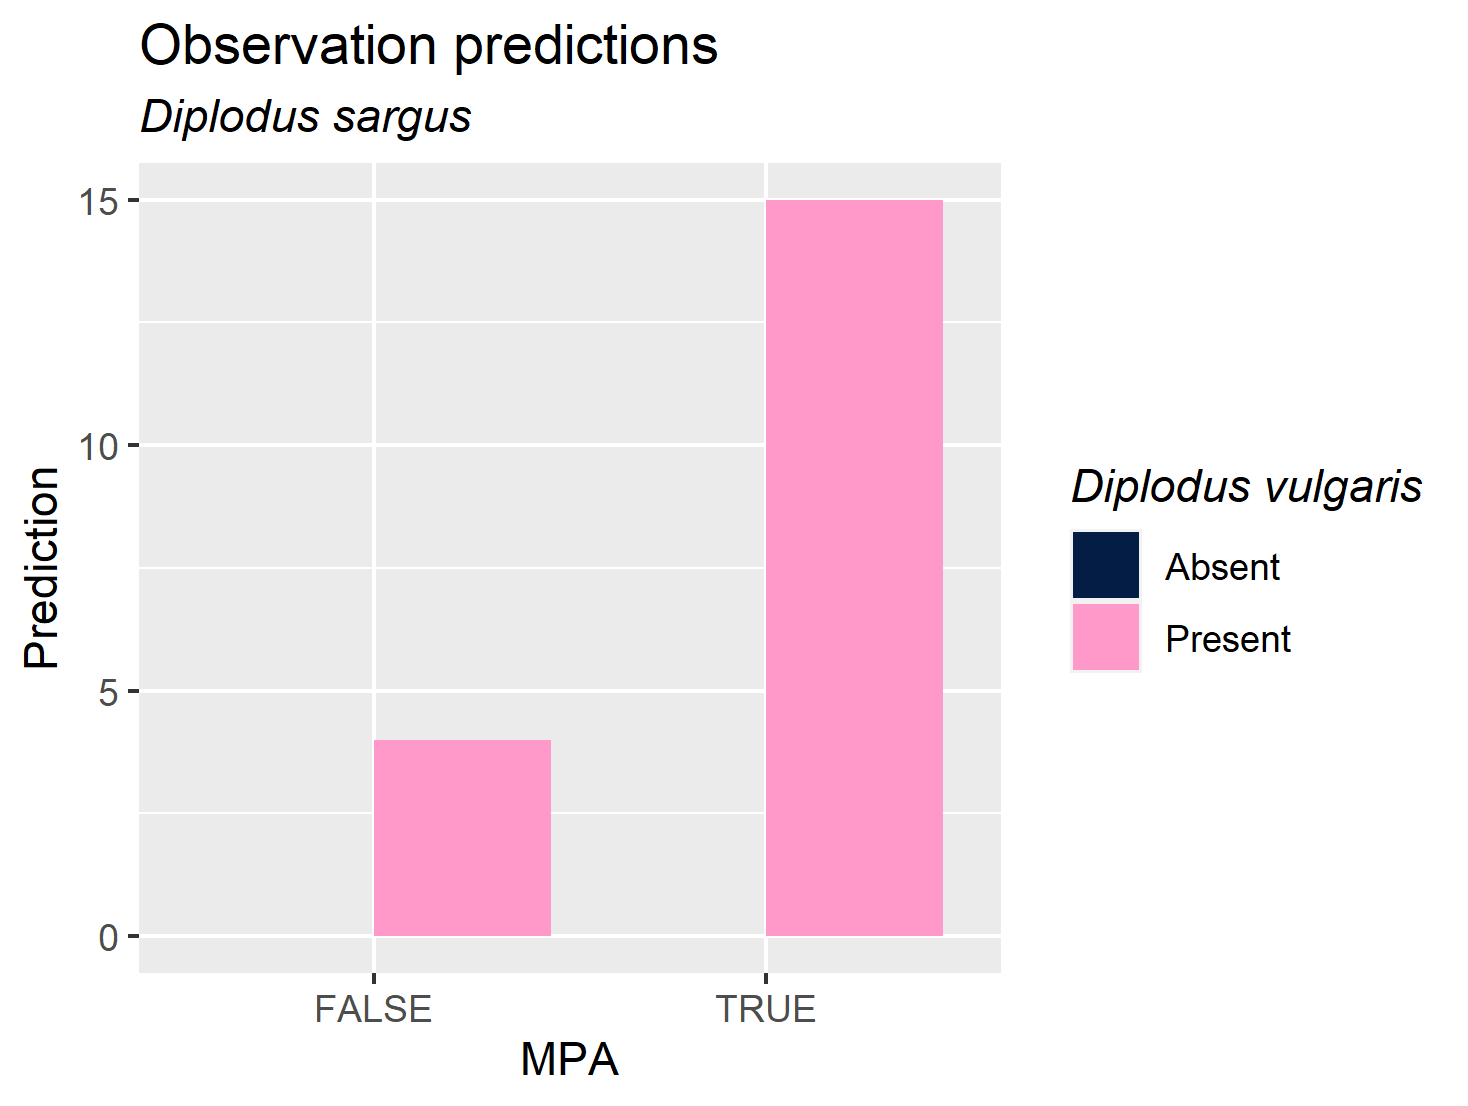 Observation predictions
Diplodus sargus
15
10
5
0
Prediction
FALSE
TRUE
MPA
Diplodus vulgaris
Absent
Present